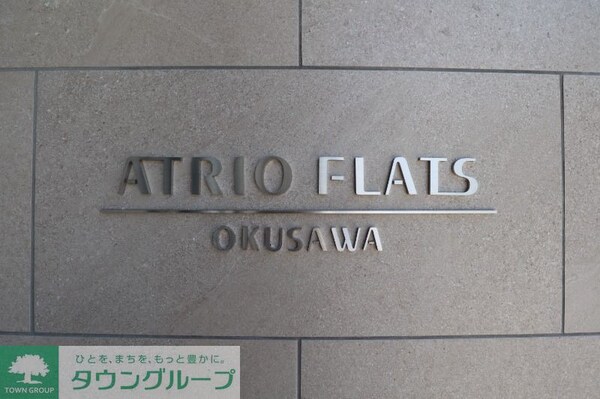 ATRIO FLATS
OKUSAWA
ひとを、まちを、もっと豊かに。
タウングループ
TOWN GROUP